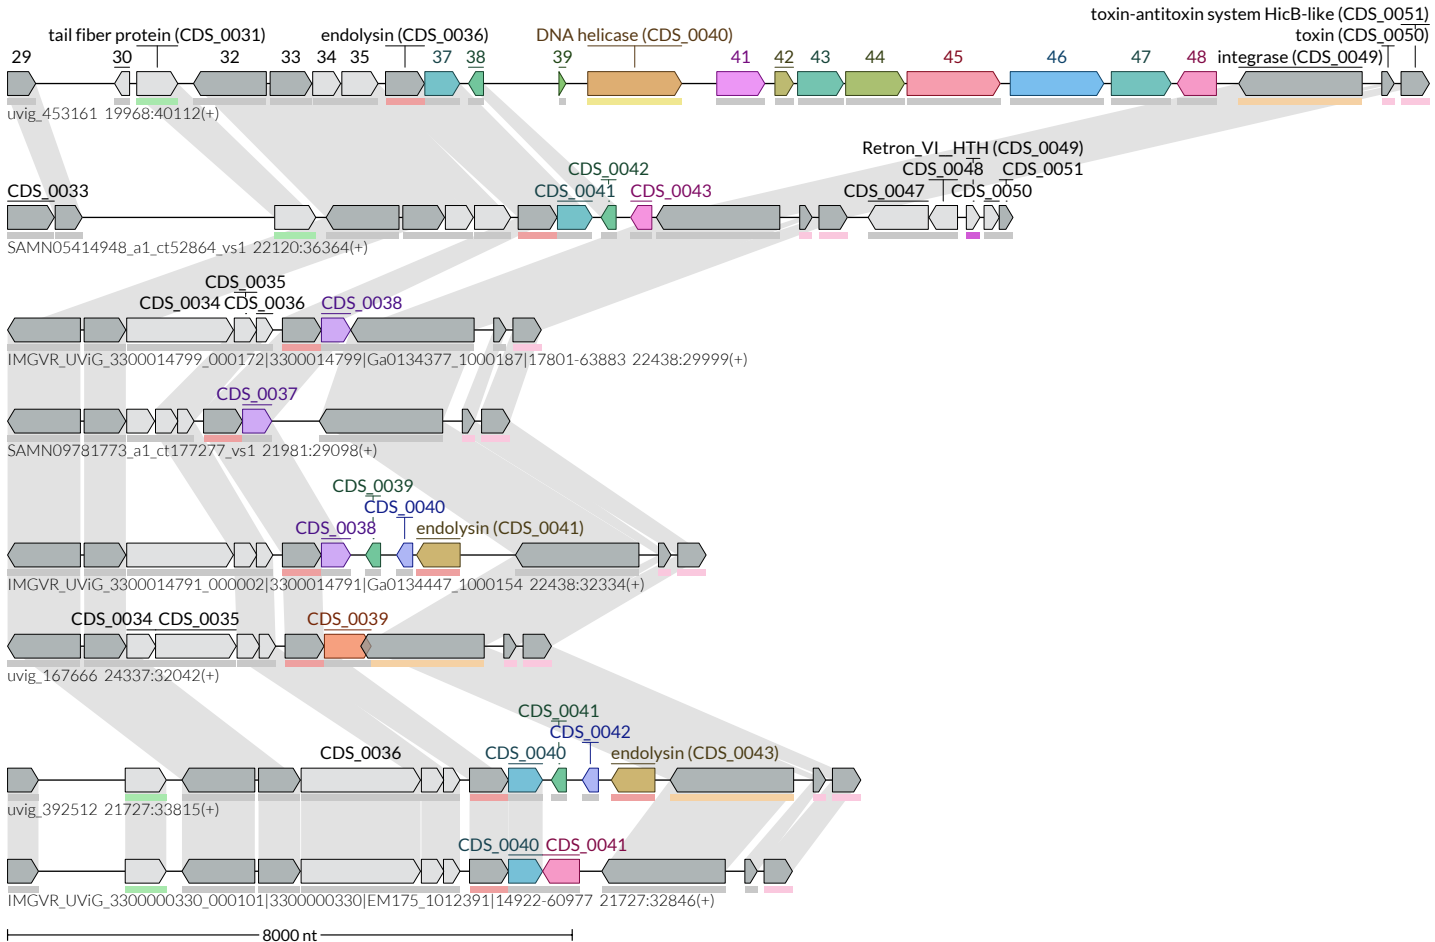 toxin-antitoxin system HicB-like (CDS_0051)
tail fiber protein (CDS_0031) endolysin (CDS_0036) DNA helicase (CDS_0040) toxin (CDS_0050)
29 30 32 33 34 35 37 38 39 41 42 43 44 45 46 47 48 integrase (CDS_0049)
uvig_453161 19968:40112(+)
Retron_VI__HTH (CDS_0049)
CDS_0042 CDS_0048 CDS_0051
CDS_0033 CDS_0041 CDS_0043 CDS_0047 CDS_0050
SAMN05414948_a1_ct52864_vs1 22120:36364(+)
CDS_0035
CDS_0034 CDS_0036 CDS_0038
IMGVR_UViG_3300014799_000172|3300014799|Ga0134377_1000187|17801-63883 22438:29999(+)
CDS_0037
SAMN09781773_a1_ct177277_vs1 21981:29098(+)
CDS_0039
CDS_0040
CDS_0038 endolysin (CDS_0041)
IMGVR_UViG_3300014791_000002|3300014791|Ga0134447_1000154 22438:32334(+)
CDS_0034 CDS_0035 CDS_0039
uvig_167666 24337:32042(+)
CDS_0041
CDS_0042
CDS_0036 CDS_0040 endolysin (CDS_0043)
uvig_392512 21727:33815(+)
CDS_0040 CDS_0041
IMGVR_UViG_3300000330_000101|3300000330|EM175_1012391|14922-60977 21727:32846(+)
8000 nt